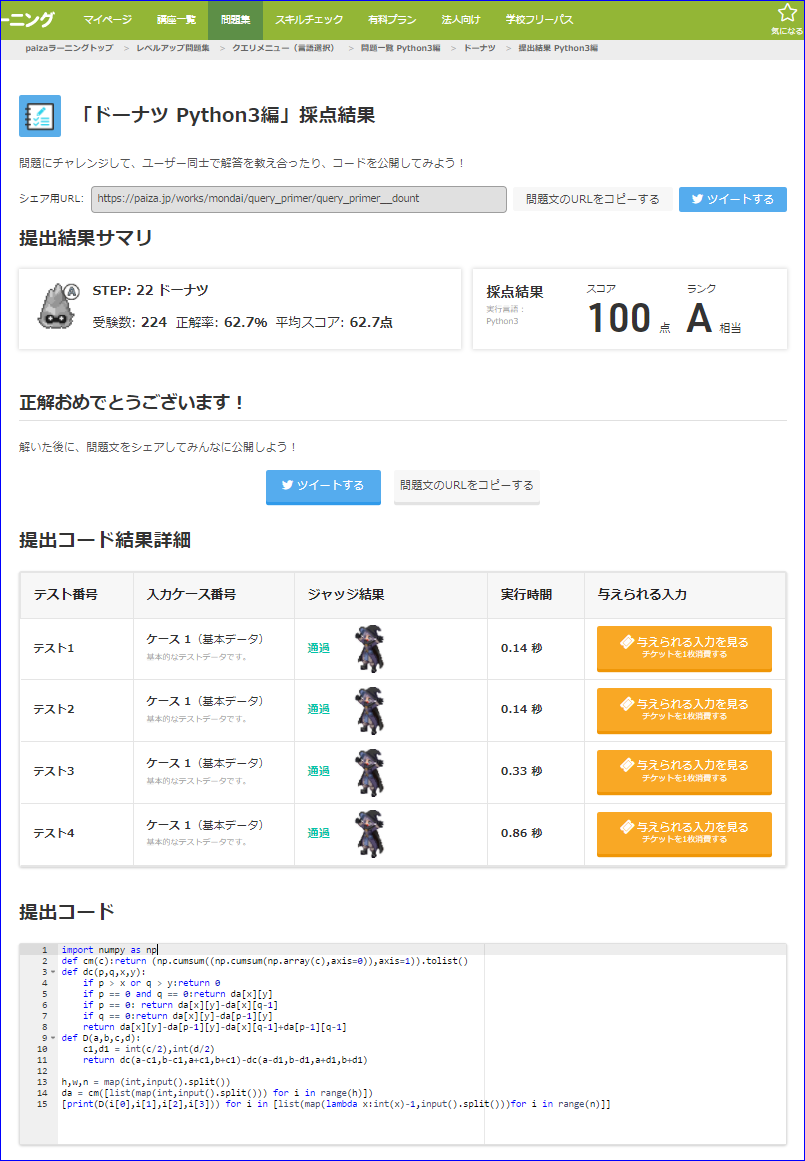 ーニング
マイページ 講座一覧 問題集 スキルチェック 有料プラン 法人向け 学校フリーパス
気になる
paizaラーニングトップ > レベルアップ問題集 > クエリメニュー（言語選択） > 問題一覧 Python3編 > ドーナツ > 提出結果 Python3編
「ドーナツ Python3編」採点結果
問題にチャレンジして、ユーザー同士で解答を教え合ったり、コードを公開してみよう！
シェア用URL: https://paiza.jp/works/mondai/query_primer/query_primer__dount 問題文のURLをコピーする ツイートする
提出結果サマリ
A
STEP: 22 ドーナツ
受験数: 224 正解率: 62.7% 平均スコア: 62.7点
採点結果
実行言語：
Python3
スコア
100 点
ランク
A 相当
正解おめでとうございます！
解いた後に、問題文をシェアしてみんなに公開しよう！
ツイートする 問題文のURLをコピーする
提出コード結果詳細
テスト番号 入力ケース番号 ジャッジ結果 実行時間 与えられる入力
テスト1 ケース 1（基本データ） 通過 0.14 秒 与えられる入力を見る
基本的なテストデータです。 チケットを1枚消費する
テスト2 ケース 1（基本データ） 通過 0.14 秒 与えられる入力を見る
基本的なテストデータです。 チケットを1枚消費する
テスト3 ケース 1（基本データ） 通過 0.33 秒 与えられる入力を見る
基本的なテストデータです。 チケットを1枚消費する
テスト4 ケース 1（基本データ） 通過 0.86 秒 与えられる入力を見る
基本的なテストデータです。 チケットを1枚消費する
提出コード
1 import numpy as np
2 def cm(c):return (np.cumsum((np.cumsum(np.array(c),axis=0)),axis=1)).tolist()
3 def dc(p,q,x,y):
4     if p > x or q > y:return 0
5     if p == 0 and q == 0:return da[x][y]
6     if p == 0: return da[x][y]-da[x][q-1]
7     if q == 0:return da[x][y]-da[p-1][y]
8     return da[x][y]-da[p-1][y]-da[x][q-1]+da[p-1][q-1]
9 def D(a,b,c,d):
10     c1,d1 = int(c/2),int(d/2)
11     return dc(a-c1,b-c1,a+c1,b+c1)-dc(a-d1,b-d1,a+d1,b+d1)
12
13 h,w,n = map(int,input().split())
14 da = cm([list(map(int,input().split())) for i in range(h)])
15 [print(D(i[0],i[1],i[2],i[3])) for i in [list(map(lambda x:int(x)-1,input().split()))for i in range(n)]]